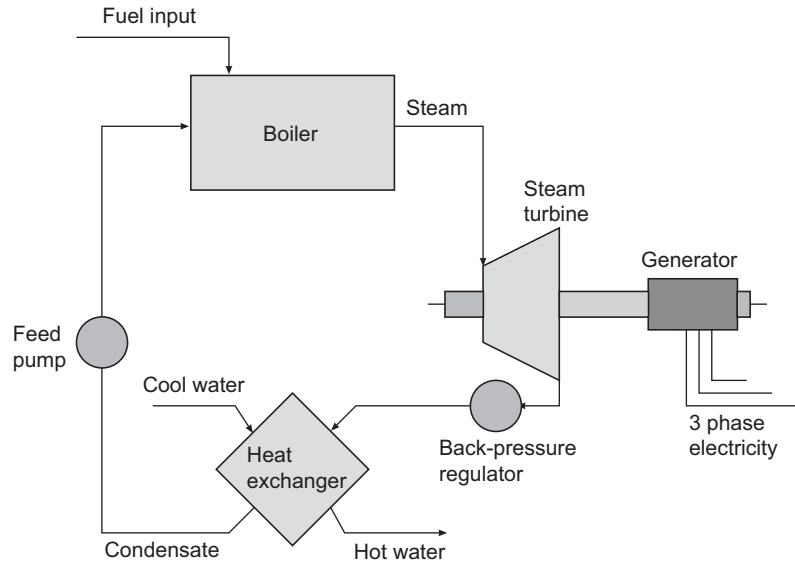 Fuel input
Boiler
Steam
Steam
turbine
Generator
Feed
pump
Cool water
Heat
exchanger
Back-pressure
regulator
3 phase
electricity
Condensate
Hot water